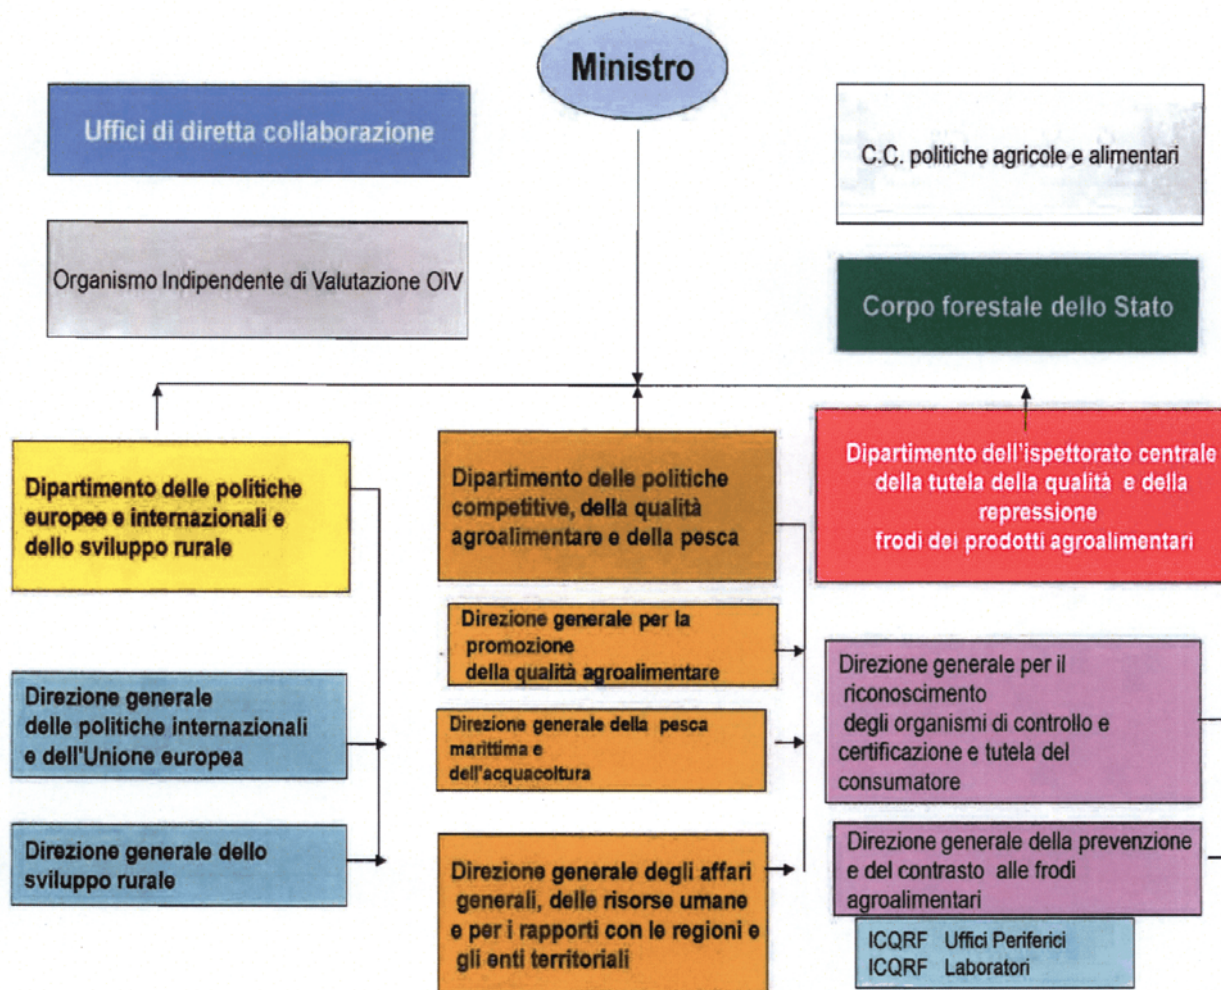 Ministro
Uffici di diretta collaborazione
C.C. politiche agricole e alimentari
Organismo Indipendente di Valutazione OIV
Corpo forestale dello Stato
Dipartimento delle politiche
europee e internazionali e
dello sviluppo rurale
Direzione generale
delle politiche internazionali
e dell'Unione europea
Direzione generale dello
sviluppo rurale
Dipartimento delle politiche
competitive, della qualità
agroalimentare e della pesca
Direzione generale per la
promozione
della qualità agroalimentare
Direzione generale della pesca
marittima e
dell'acquacoltura
Direzione generale degli affari
generali, delle risorse umane
e per i rapporti con le regioni e
gli enti territoriali
Dipartimento dell'ispettorato centrale
della tutela della qualità e della
repressione
frodi dei prodotti agroalimentari
Direzione generale per il
riconoscimento
degli organismi di controllo e
certificazione e tutela del
consumatore
Direzione generale della prevenzione
e del contrasto alle frodi
agroalimentari
ICQRF Uffici Periferici
ICQRF Laboratori